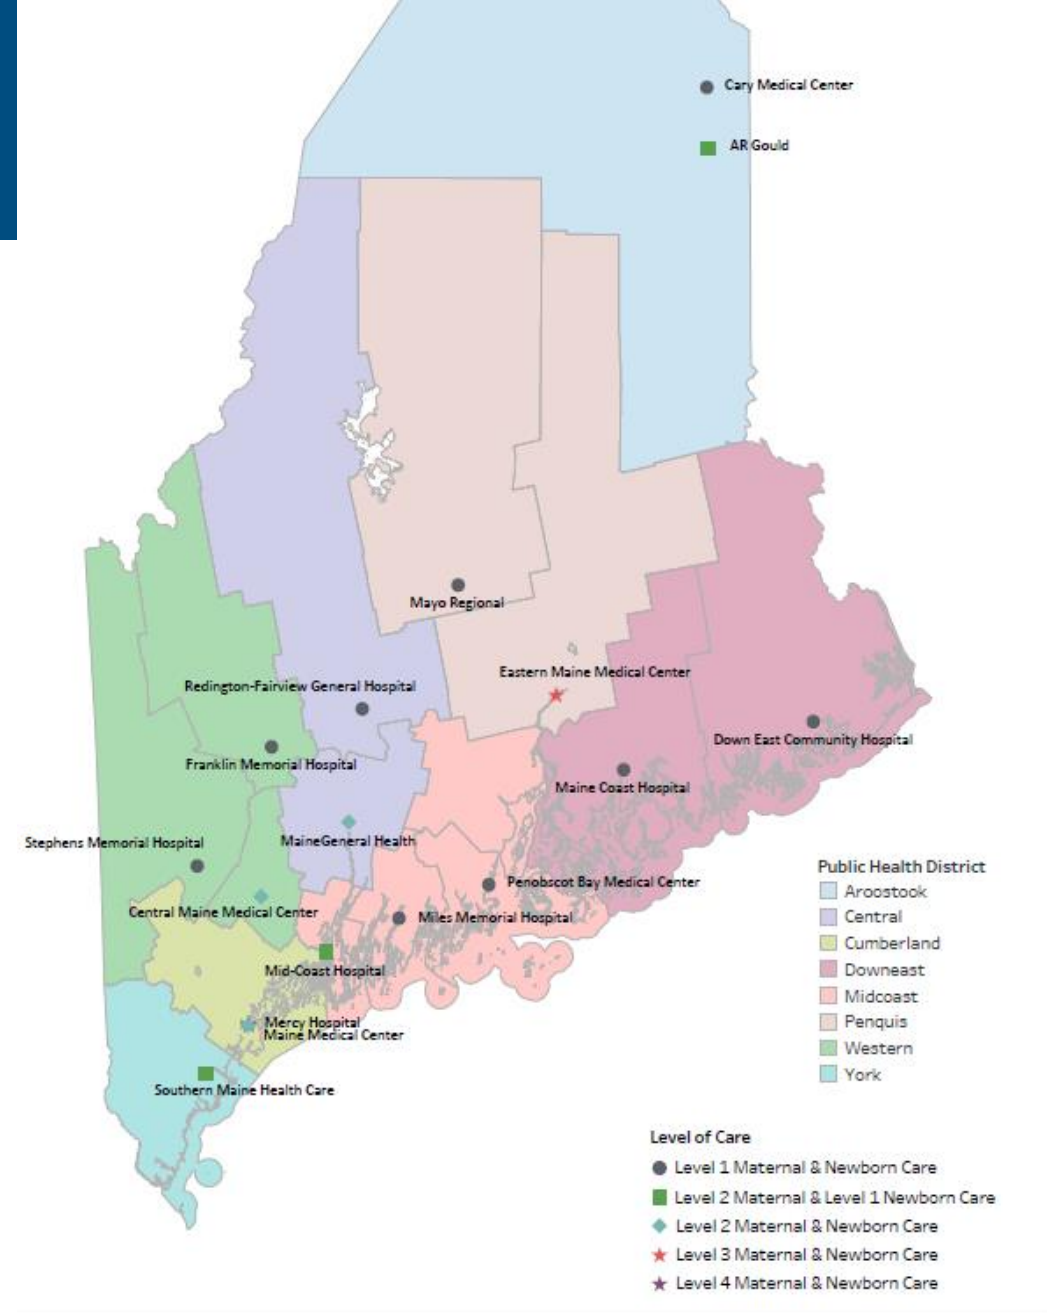 Cary Medical Center
AR Gould
Mayo Regional
Eastern Maine Medical Center
Redington-Fairview General Hospital
Down East Community Hospital
Franklin Memorial Hospital
Maine Coast Hospital
MaineGeneral Health
Stephens Memorial Hospital
Penobscot Bay Medical Center
Central Maine Medical Center
Miles Memorial Hospital
Mid-Coast Hospital
Mercy Hospital
Maine Medical Center
Southern Maine Health Care
Public Health District
Aroostook
Central
Cumberland
Downeast
Midcoast
Penquis
Western
York
Level of Care
Level 1 Maternal & Newborn Care
Level 2 Maternal & Level 1 Newborn Care
Level 2 Maternal & Newborn Care
Level 3 Maternal & Newborn Care
Level 4 Maternal & Newborn Care